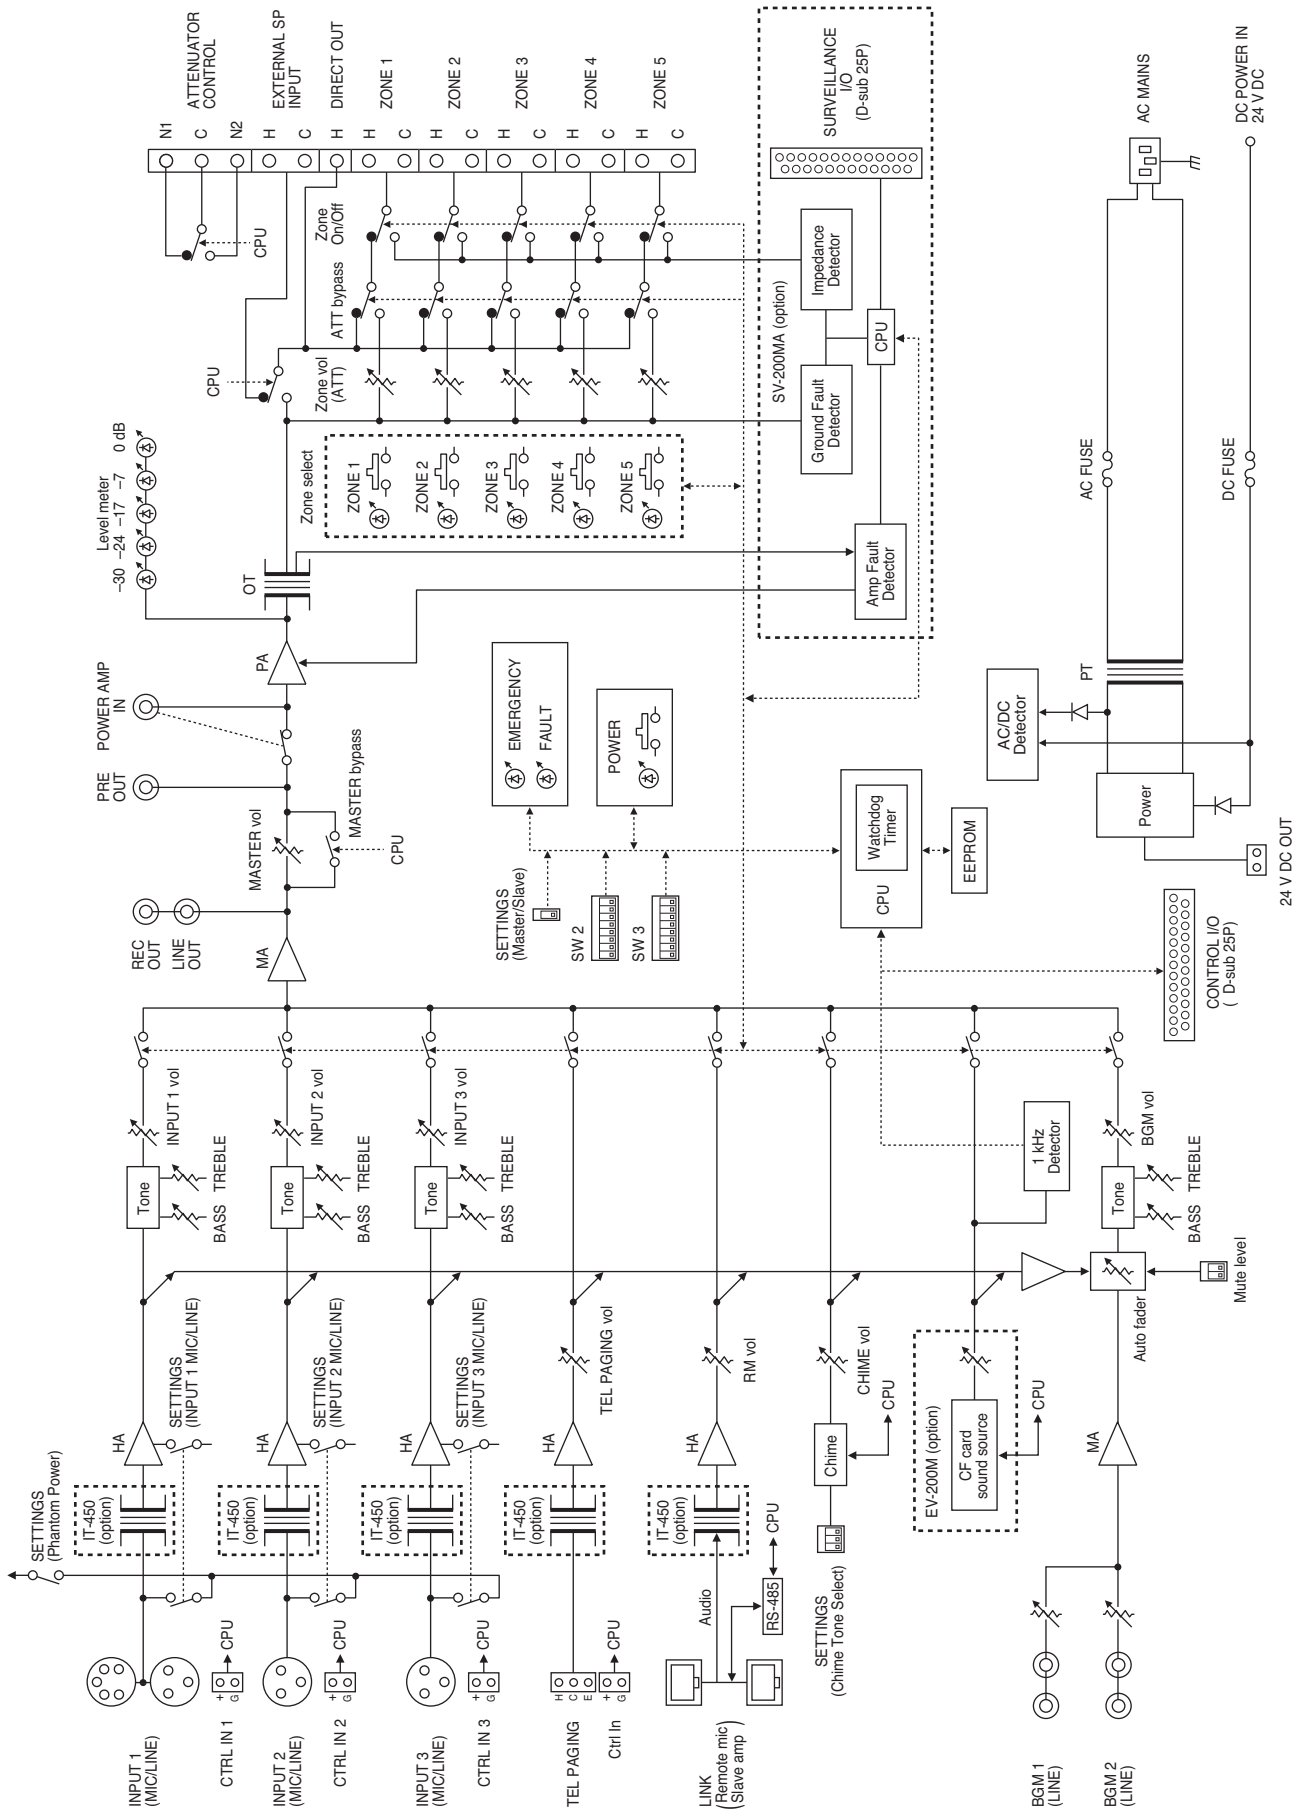 INPUT 1
(MIC/LINE)
CTRL IN 1
+
G
CPU
SETTINGS
(Phantom Power)
IT-450
(option)
HA
SETTINGS
(INPUT 1 MIC/LINE)
Tone
BASS
TREBLE
INPUT 1 vol
INPUT 2
(MIC/LINE)
CTRL IN 2
+
G
CPU
IT-450
(option)
HA
SETTINGS
(INPUT 2 MIC/LINE)
Tone
BASS
TREBLE
INPUT 2 vol
INPUT 3
(MIC/LINE)
CTRL IN 3
+
G
CPU
IT-450
(option)
HA
SETTINGS
(INPUT 3 MIC/LINE)
Tone
BASS
TREBLE
INPUT 3 vol
TEL PAGING
H
C
E
Ctrl In
+
G
CPU
IT-450
(option)
HA
TEL PAGING vol
LINK
(Remote mic)
(Slave amp)
Audio
RS-485
CPU
IT-450
(option)
HA
RM vol
SETTINGS
(Chime Tone Select)
Chime
CPU
CHIME vol
EV-200M (option)
CF card
sound source
CPU
1 kHz
Detector
BGM 1
(LINE)
BGM 2
(LINE)
MA
Auto fader
Mute level
Tone
BASS
TREBLE
BGM vol
MA
REC
OUT
LINE
OUT
MASTER vol
MASTER bypass
CPU
PRE
OUT
POWER AMP
IN
PA
Level meter
–30
–24
–17
–7
0 dB
OT
CPU
Zone select
ZONE 1
ZONE 2
ZONE 3
ZONE 4
ZONE 5
Zone vol
(ATT)
ATT bypass
Zone
On/Off
CPU
N1
C
N2
ATTENUATOR
CONTROL
H
C
EXTERNAL SP
INPUT
H
DIRECT OUT
H
C
ZONE 1
H
C
ZONE 2
H
C
ZONE 3
H
C
ZONE 4
H
C
ZONE 5
SETTINGS
(Master/Slave)
SW 2
SW 3
EMERGENCY
FAULT
POWER
CPU
Watchdog
Timer
EEPROM
CONTROL I/O
( D-sub 25P)
SV-200MA (option)
Amp Fault
Detector
Ground Fault
Detector
Impedance
Detector
CPU
SURVEILLANCE
I/O
(D-sub 25P)
AC/DC
Detector
Power
PT
AC FUSE
AC MAINS
DC FUSE
DC POWER IN
24 V DC
24 V DC OUT